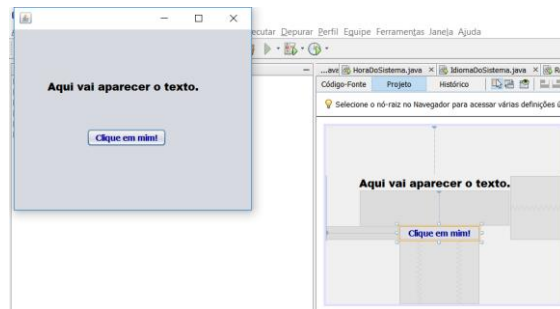 Aqui vai aparecer o texto.
Clique em mim!
ecutar Depurar Perfil Equipe Ferramentas Janela Ajuda
...ave HoraDoSistema.java × IdiomaDoSistema.java ×
Código-Fonte Projeto Histórico
Selecione o nó-raiz no Navegador para acessar várias definições
Aqui vai aparecer o texto.
Clique em mim!